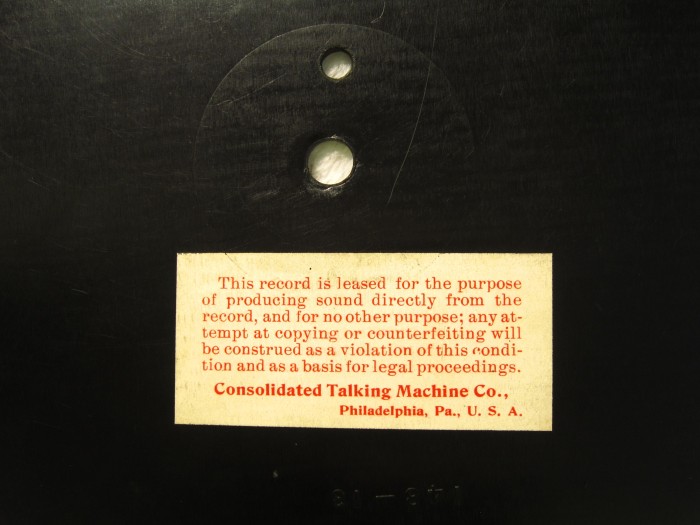 This record is leased for the purpose
of producing sound directly from the
record, and for no other purpose; any at-
tempt at copying or counterfeiting will
be construed as a violation of this condi-
tion and as a basis for legal proceedings.
Consolidated Talking Machine Co.,
Philadelphia, Pa., U. S. A.